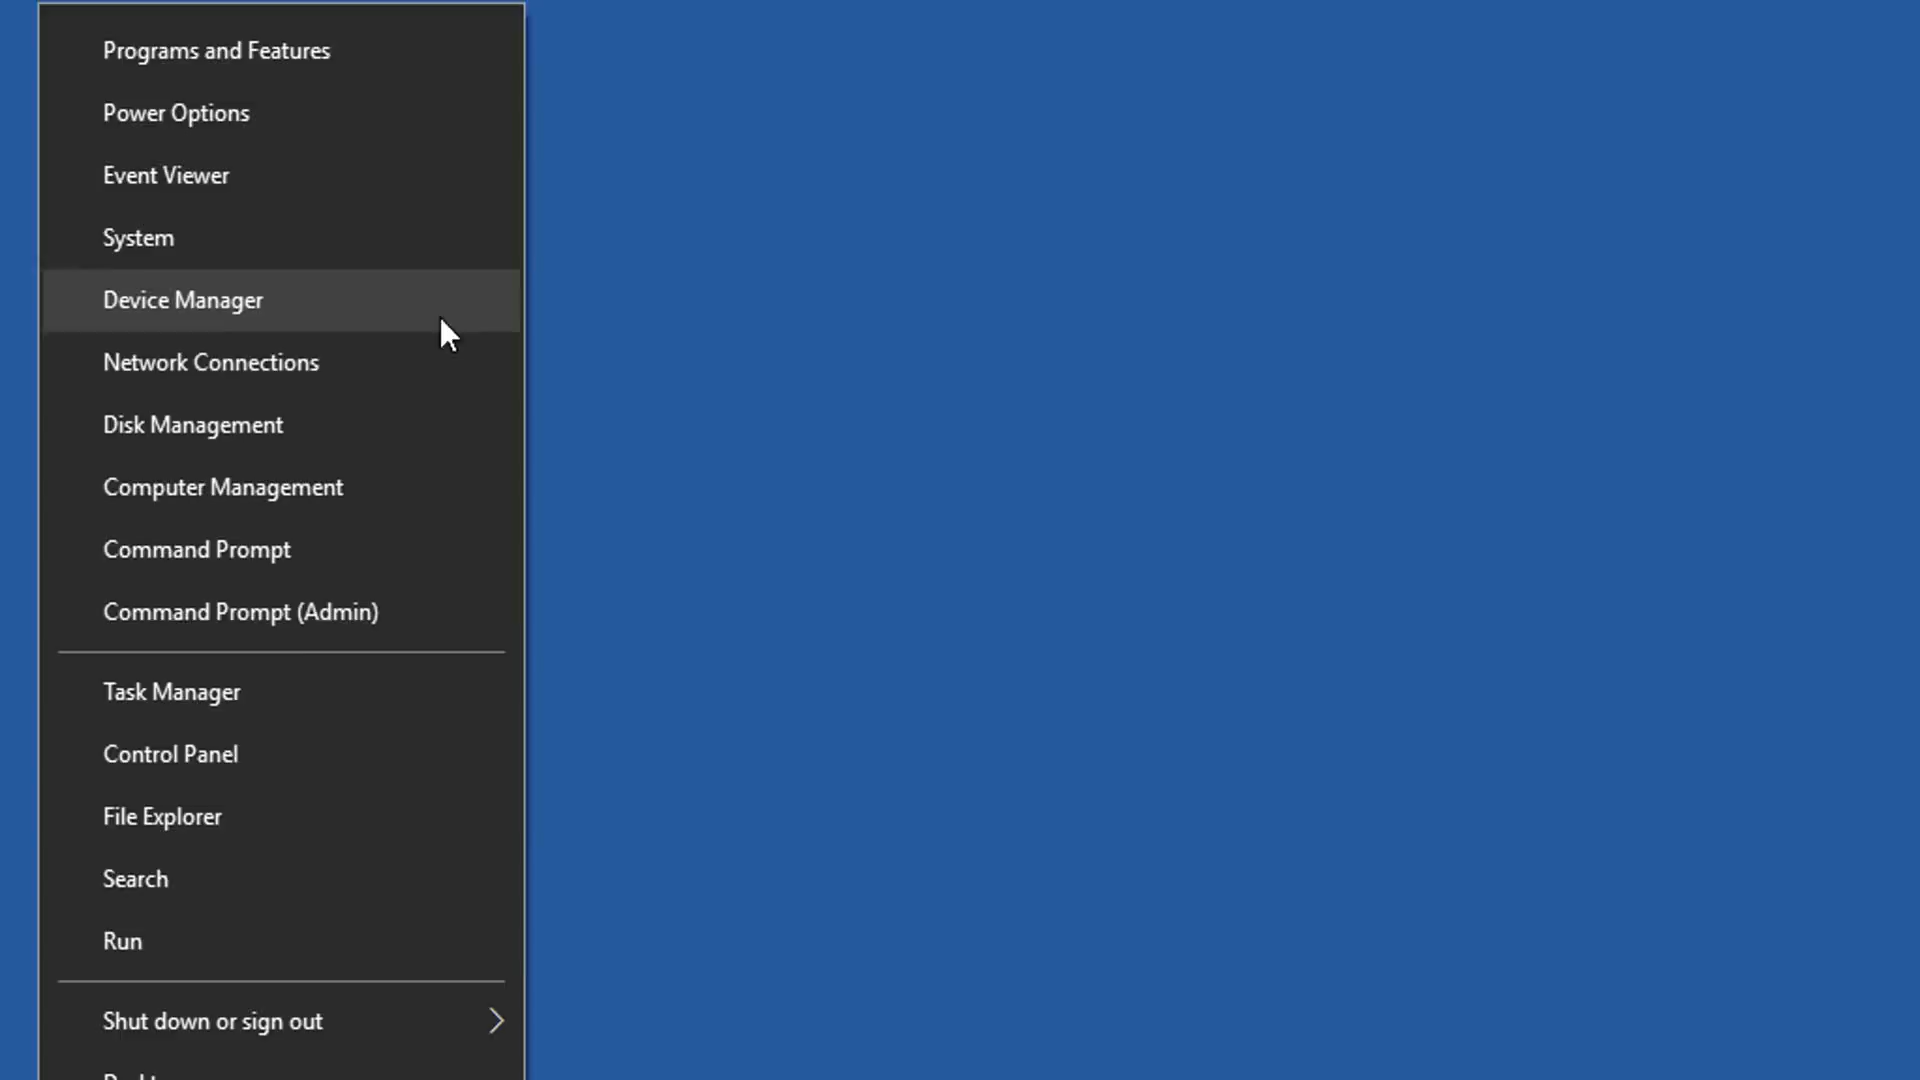 Programs and Features
Power Options
Event Viewer
System
Device Manager
Network Connections
Disk Management
Computer Management
Command Prompt
Command Prompt (Admin)
Task Manager
Control Panel
File Explorer
Search
Run
Shut down or sign out